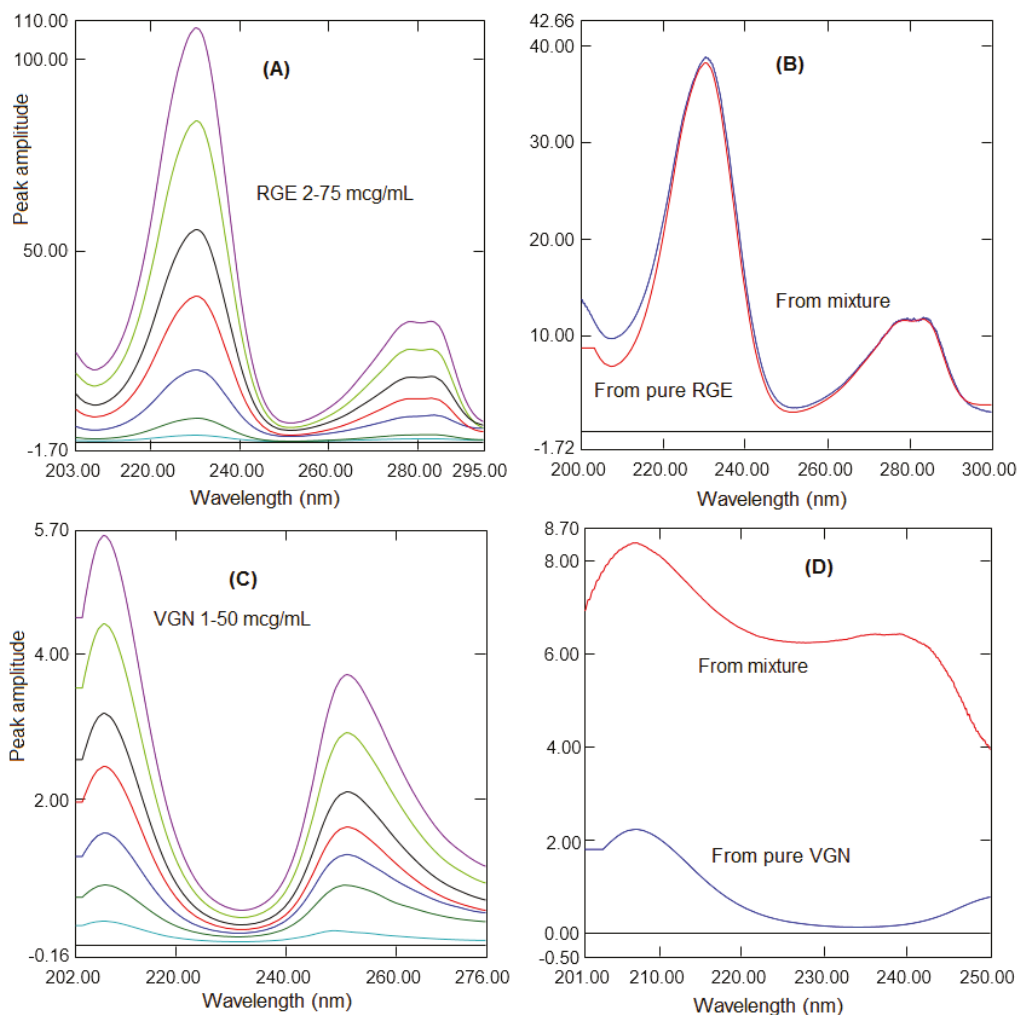 110.00
100.00
50.00
-1.70
Peak amplitude
(A)
RGE 2-75 mcg/mL
203.00 220.00 240.00 260.00 280.00 295.00
Wavelength (nm)
42.66
40.00
30.00
20.00
10.00
-1.72
(B)
From mixture
From pure RGE
200.00 220.00 240.00 260.00 280.00 300.00
Wavelength (nm)
5.70
4.00
2.00
-0.16
Peak amplitude
(C)
VGN 1-50 mcg/mL
202.00 220.00 240.00 260.00 276.00
Wavelength (nm)
8.70
8.00
6.00
4.00
2.00
0.00
-0.50
(D)
From mixture
From pure VGN
201.00 210.00 220.00 230.00 240.00 250.00
Wavelength (nm)